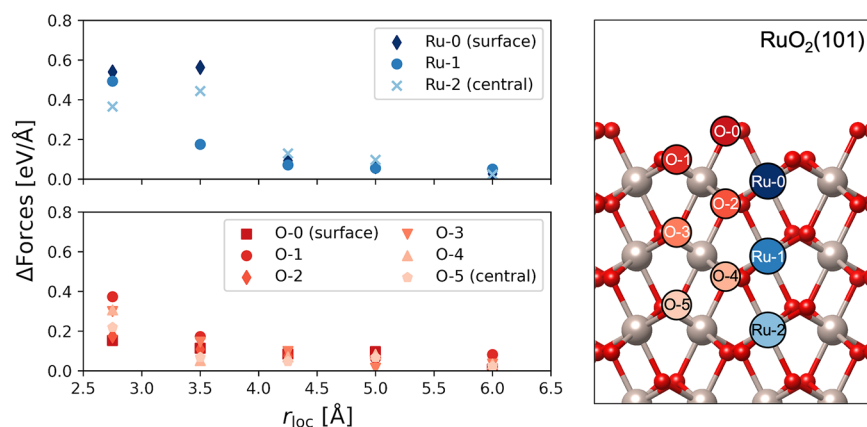 0.8
0.6
0.4
0.2
0.0
Ru-0 (surface)
Ru-1
Ru-2 (central)
ΔForces [eV/Å]
0.8
0.6
0.4
0.2
0.0
O-0 (surface)
O-1
O-2
O-3
O-4
O-5 (central)
2.5 3.0 3.5 4.0 4.5 5.0 5.5 6.0 6.5
r_loc [Å]
RuO₂(101)
O-0
O-1
Ru-0
O-2
O-3
Ru-1
O-4
O-5
Ru-2